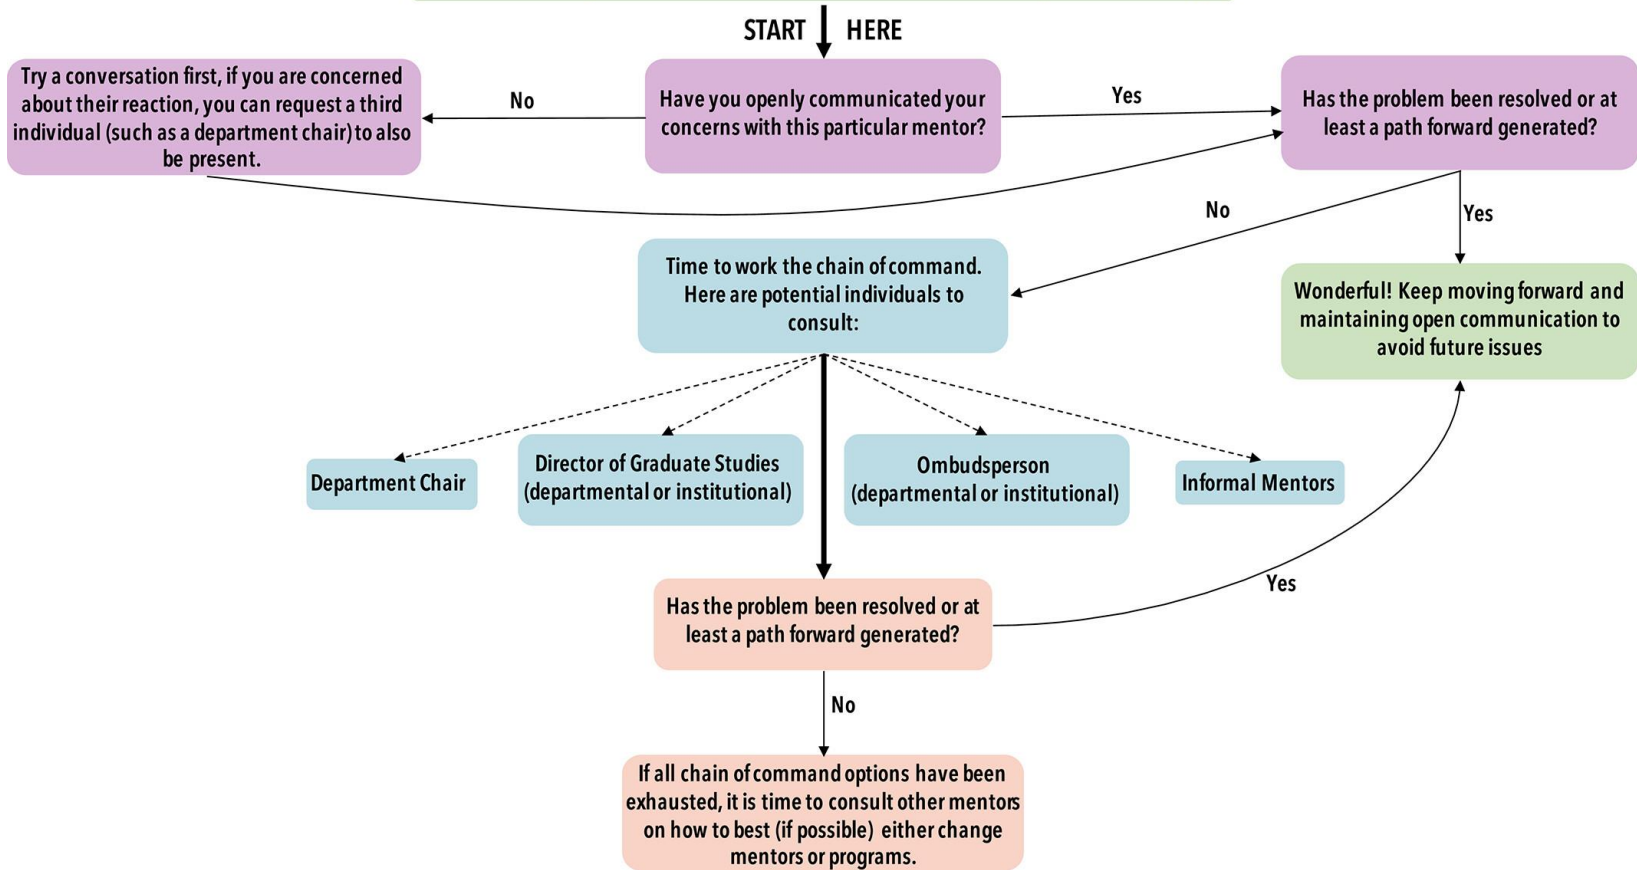 START HERE
Try a conversation first, if you are concerned
about their reaction, you can request a third
individual (such as a department chair) to also
be present.
No
Have you openly communicated your
concerns with this particular mentor?
Yes
Has the problem been resolved or at
least a path forward generated?
No
Yes
Time to work the chain of command.
Here are potential individuals to
consult:
Wonderful! Keep moving forward and
maintaining open communication to
avoid future issues
Department Chair
Director of Graduate Studies
(departmental or institutional)
Ombudsperson
(departmental or institutional)
Informal Mentors
Has the problem been resolved or at
least a path forward generated?
Yes
No
If all chain of command options have been
exhausted, it is time to consult other mentors
on how to best (if possible) either change
mentors or programs.